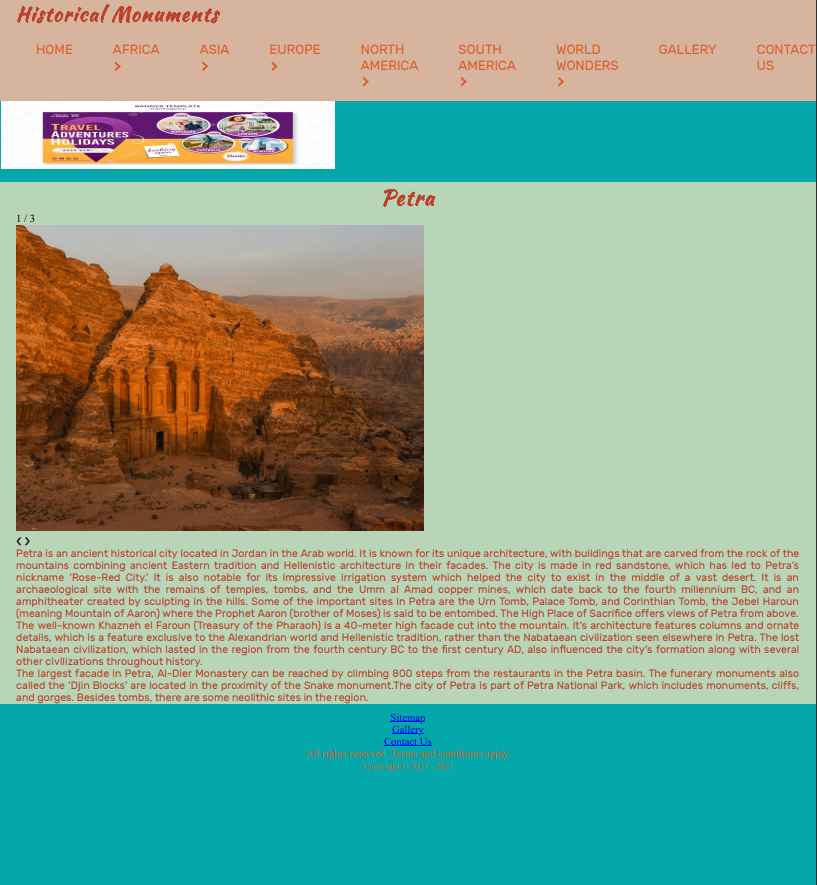 Historical Monuments
HOME AFRICA ASIA EUROPE NORTH AMERICA SOUTH AMERICA WORLD WONDERS GALLERY CONTACT US
BANNER TEMPLATE
TRAVEL
ADVENTURES
HOLIDAYS
Petra
1 / 3
Petra is an ancient historical city located in Jordan in the Arab world. It is known for its unique architecture, with buildings that are carved from the rock of the
mountains combining ancient Eastern tradition and Hellenistic architecture in their facades. The city is made in red sandstone, which has led to Petra's
nickname 'Rose-Red City.' It is also notable for its impressive irrigation system which helped the city to exist in the middle of a vast desert. It is an
archaeological site with the remains of temples, tombs, and the Umm al Amad copper mines, which date back to the fourth millennium BC, and an
amphitheater created by sculpting in the hills. Some of the important sites in Petra are the Urn Tomb, Palace Tomb, and Corinthian Tomb, the Jebel Haroun
(meaning Mountain of Aaron) where the Prophet Aaron (brother of Moses) is said to be entombed. The High Place of Sacrifice offers views of Petra from above.
The well-known Khazneh el Faroun (Treasury of the Pharaoh) is a 40-meter high facade cut into the mountain. It's architecture features columns and ornate
details, which is a feature exclusive to the Alexandrian world and Hellenistic tradition, rather than the Nabataean civilization seen elsewhere in Petra. The lost
Nabataean civilization, which lasted in the region from the fourth century BC to the first century AD, also influenced the city's formation along with several
other civilizations throughout history.
The largest facade in Petra, Al-Dier Monastery can be reached by climbing 800 steps from the restaurants in the Petra basin. The funerary monuments also
called the 'Djin Blocks' are located in the proximity of the Snake monument.The city of Petra is part of Petra National Park, which includes monuments, cliffs,
and gorges. Besides tombs, there are some neolithic sites in the region.
Sitemap
Gallery
Contact Us
All rights reserved. Terms and conditions apply.
Copyright © 2021 - 2021